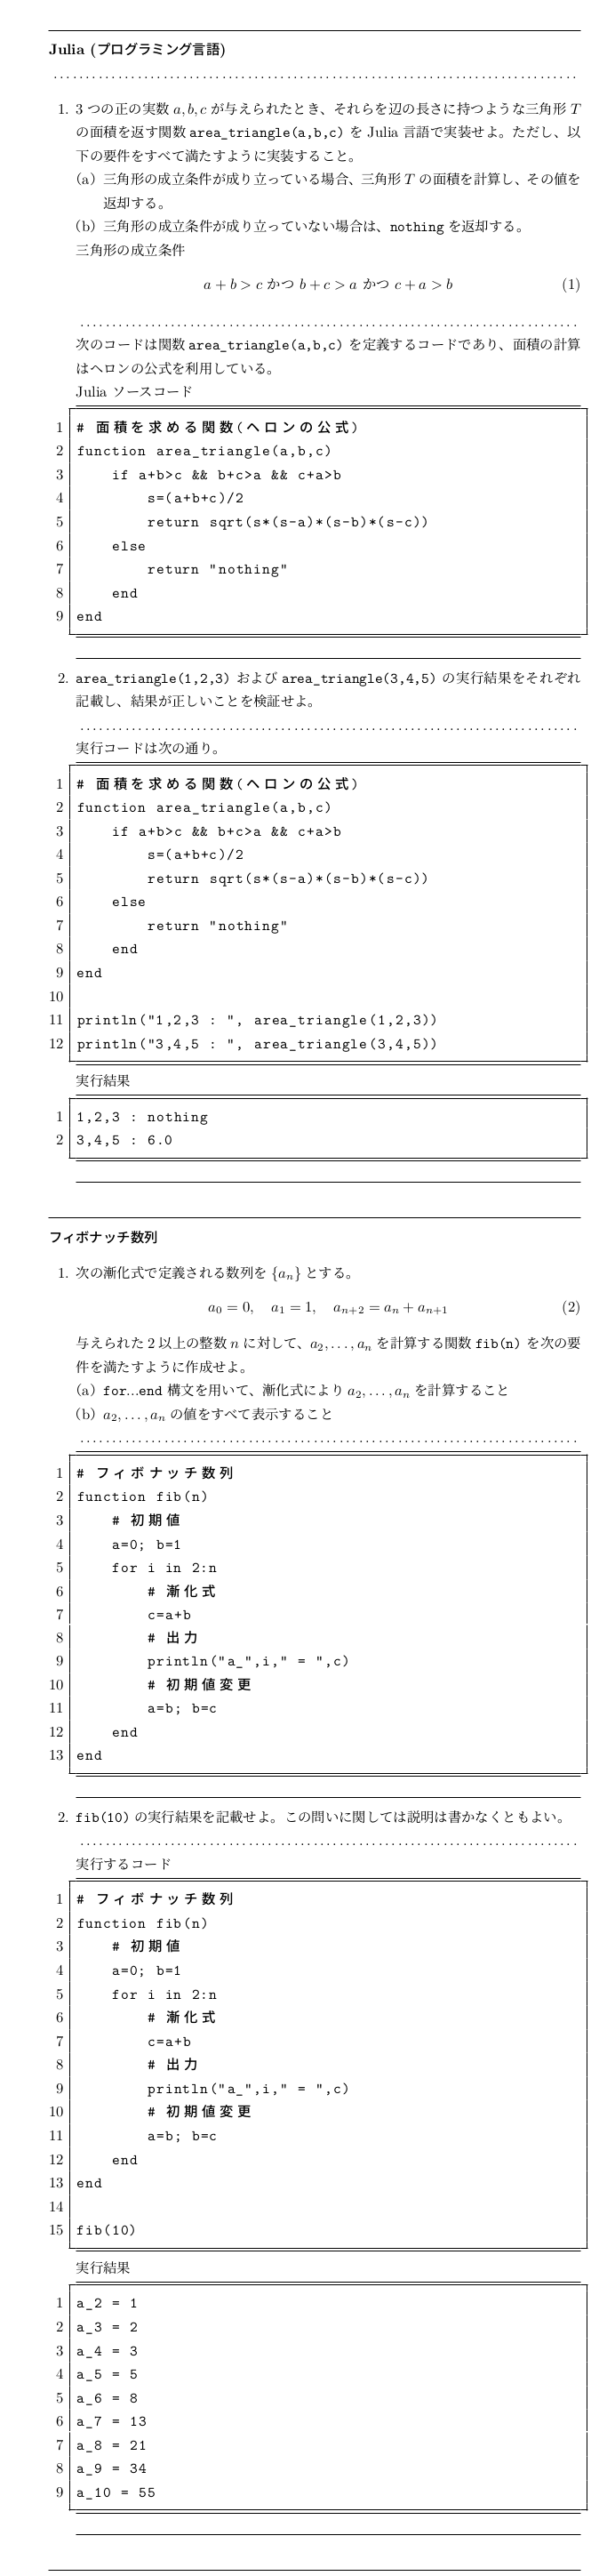 Julia (プログラミング言語)
1. 3 つの正の実数 a, b, c が与えられたとき、それらを辺の長さに持つような三角形 T
の面積を返す関数 area_triangle(a,b,c) を Julia 言語で実装せよ。ただし、以
下の要件をすべて満たすように実装すること。
(a) 三角形の成立条件が成り立っている場合、三角形 T の面積を計算し、その値を
返却する。
(b) 三角形の成立条件が成り立っていない場合は、nothing を返却する。
三角形の成立条件
a + b > c かつ b + c > a かつ c + a > b (1)
次のコードは関数 area_triangle(a,b,c) を定義するコードであり、面積の計算
はヘロンの公式を利用している。
Julia ソースコード
1 # 面積を求める関数(ヘロンの公式)
2 function area_triangle(a,b,c)
3     if a+b>c && b+c>a && c+a>b
4         s=(a+b+c)/2
5         return sqrt(s*(s-a)*(s-b)*(s-c))
6     else
7         return "nothing"
8     end
9 end
2. area_triangle(1,2,3) および area_triangle(3,4,5) の実行結果をそれぞれ
記載し、結果が正しいことを検証せよ。
実行コードは次の通り。
1 # 面積を求める関数(ヘロンの公式)
2 function area_triangle(a,b,c)
3     if a+b>c && b+c>a && c+a>b
4         s=(a+b+c)/2
5         return sqrt(s*(s-a)*(s-b)*(s-c))
6     else
7         return "nothing"
8     end
9 end
10
11 println("1,2,3 : ", area_triangle(1,2,3))
12 println("3,4,5 : ", area_triangle(3,4,5))
実行結果
1 1,2,3 : nothing
2 3,4,5 : 6.0
フィボナッチ数列
1. 次の漸化式で定義される数列を {aₙ} とする。
a₀ = 0, a₁ = 1, aₙ₊₂ = aₙ + aₙ₊₁ (2)
与えられた 2 以上の整数 n に対して、a₂, . . . , aₙ を計算する関数 fib(n) を次の要
件を満たすように作成せよ。
(a) for...end 構文を用いて、漸化式により a₂, . . . , aₙ を計算すること
(b) a₂, . . . , aₙ の値をすべて表示すること
1 # フィボナッチ数列
2 function fib(n)
3     # 初期値
4     a=0; b=1
5     for i in 2:n
6         # 漸化式
7         c=a+b
8         # 出力
9         println("a_",i," = ",c)
10         # 初期値変更
11         a=b; b=c
12     end
13 end
2. fib(10) の実行結果を記載せよ。この問いに関しては説明は書かなくともよい。
実行するコード
1 # フィボナッチ数列
2 function fib(n)
3     # 初期値
4     a=0; b=1
5     for i in 2:n
6         # 漸化式
7         c=a+b
8         # 出力
9         println("a_",i," = ",c)
10         # 初期値変更
11         a=b; b=c
12     end
13 end
14
15 fib(10)
実行結果
1 a_2 = 1
2 a_3 = 2
3 a_4 = 3
4 a_5 = 5
5 a_6 = 8
6 a_7 = 13
7 a_8 = 21
8 a_9 = 34
9 a_10 = 55